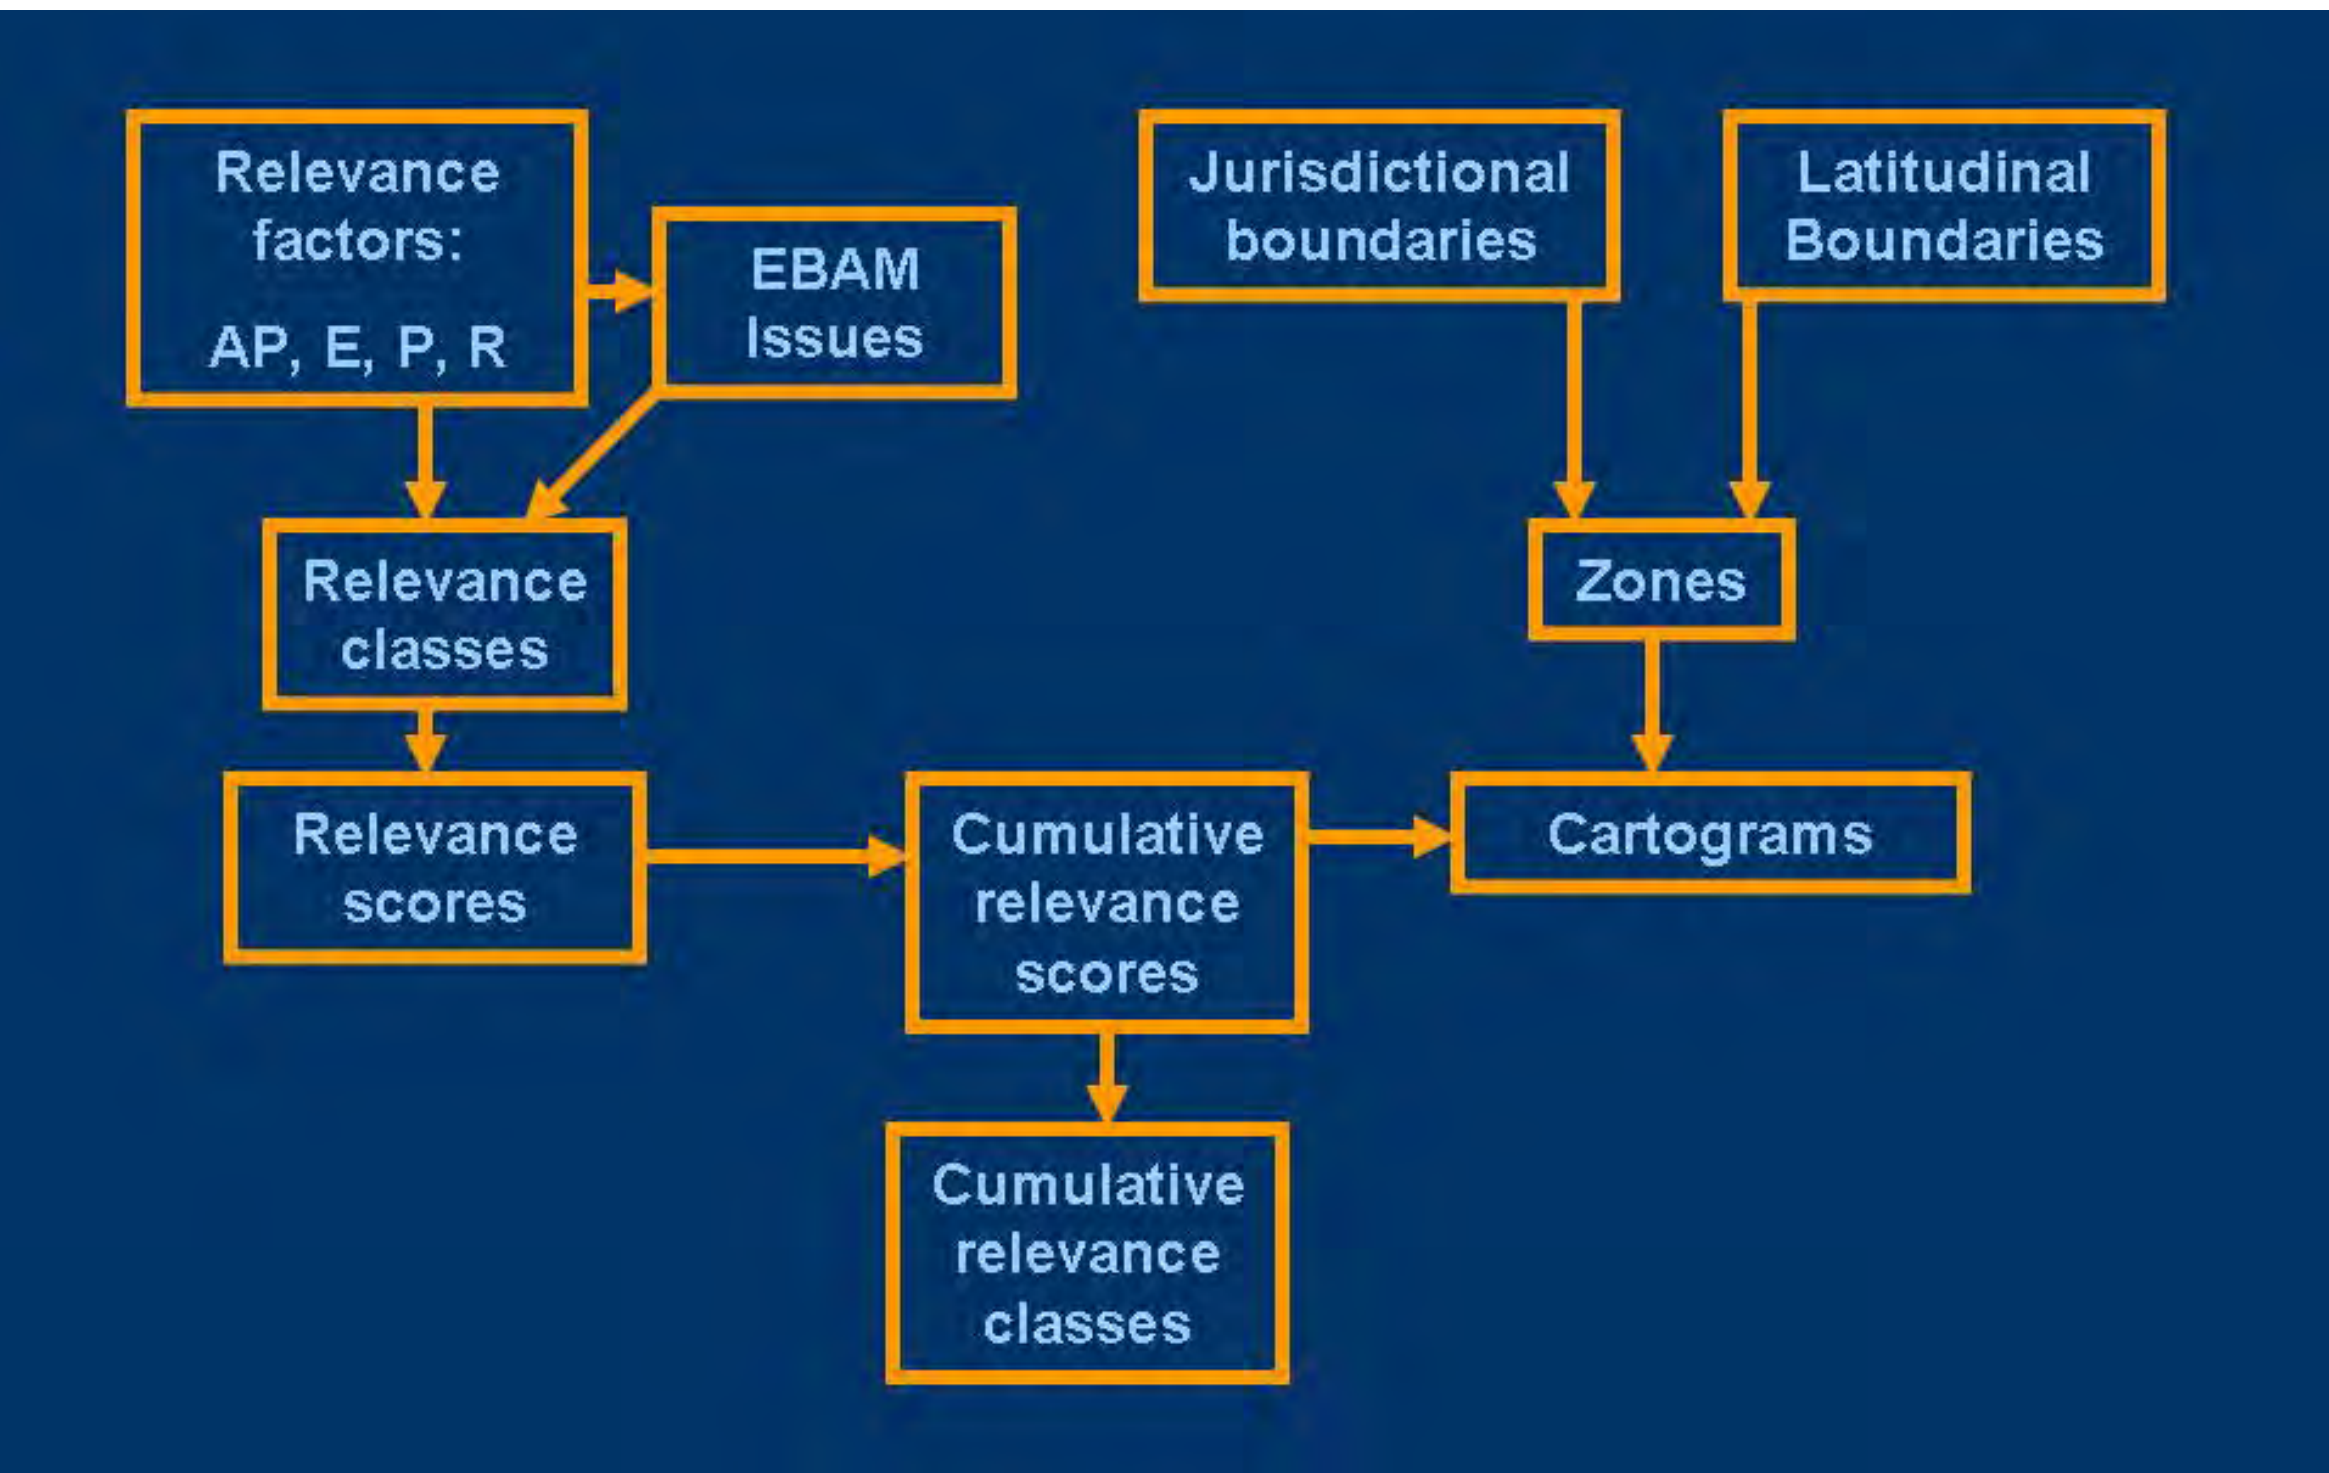 Relevance
factors:
AP, E, P, R
EBAM
Issues
Jurisdictional
boundaries
Latitudinal
Boundaries
Relevance
classes
Zones
Relevance
scores
Cumulative
relevance
scores
Cartograms
Cumulative
relevance
classes